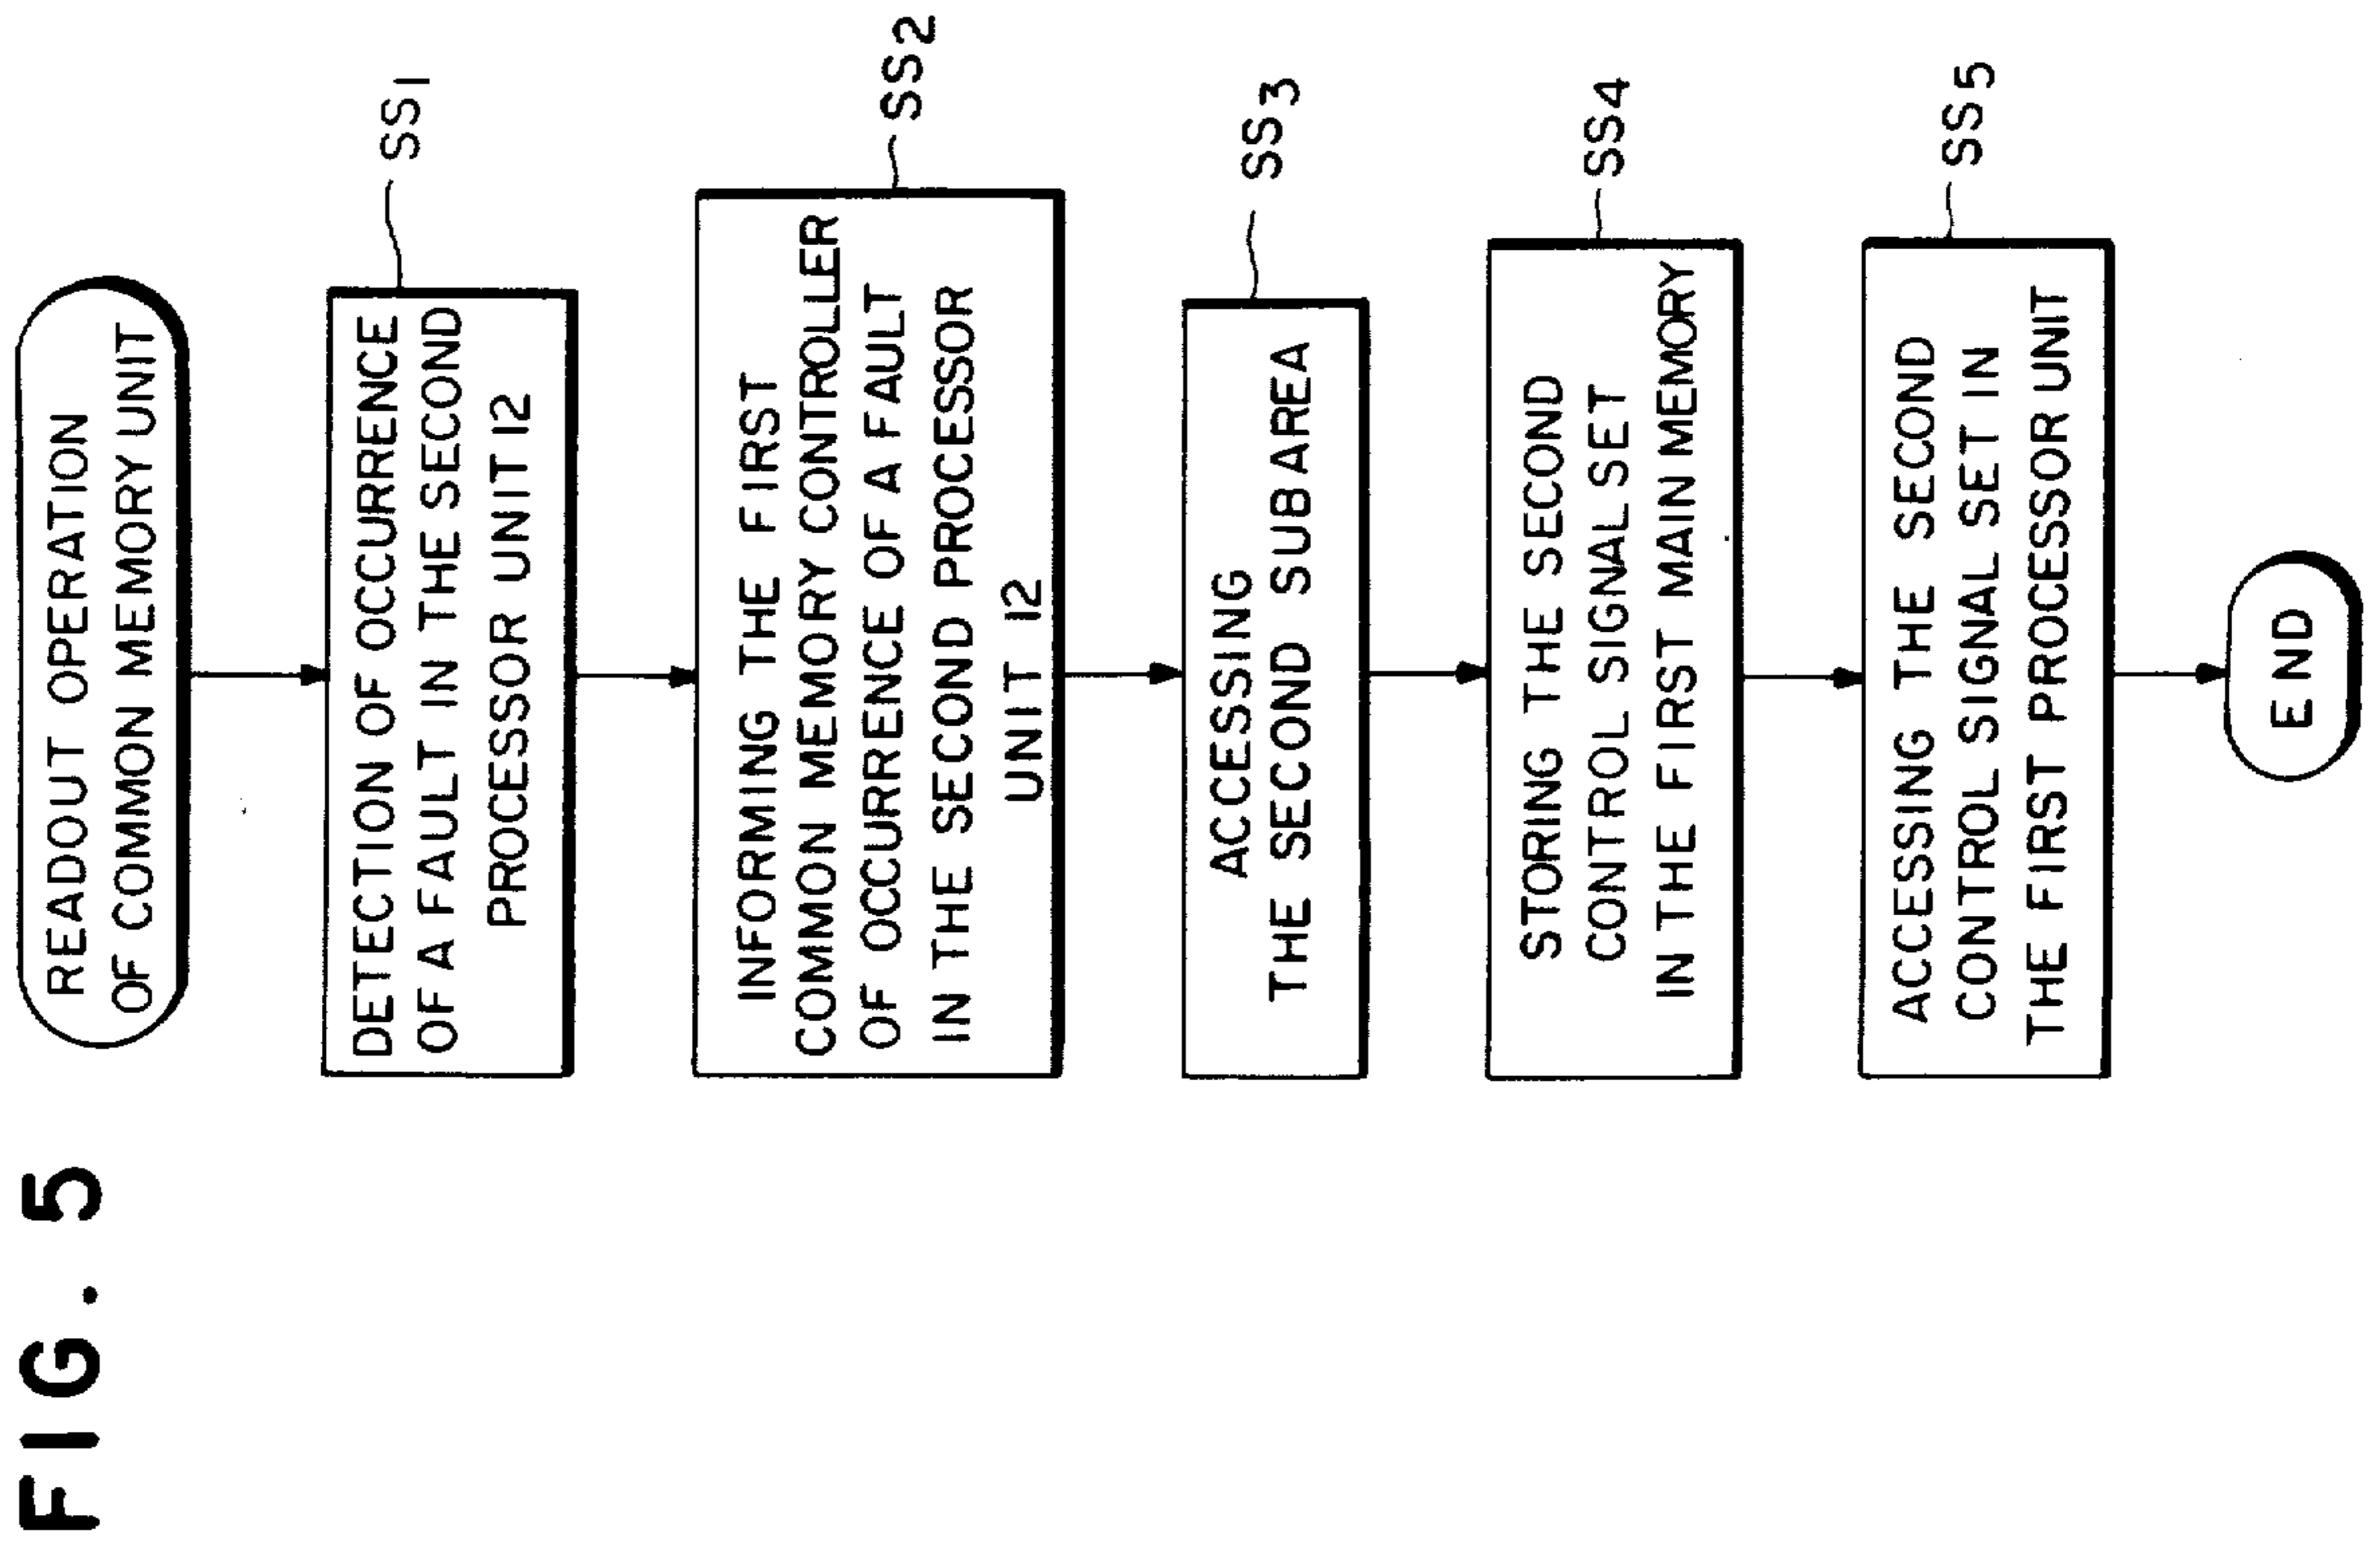 FIG. 5
READOUT OPERATION
OF COMMON MEMORY UNIT
SS1
DETECTION OF OCCURRENCE
OF A FAULT IN THE SECOND
PROCESSOR UNIT 12
SS2
INFORMING THE FIRST
COMMON MEMORY CONTROLLER
OF OCCURRENCE OF A FAULT
IN THE SECOND PROCESSOR
UNIT 12
SS3
ACCESSING
THE SECOND SUBAREA
SS4
STORING THE SECOND
CONTROL SIGNAL SET
IN THE FIRST MAIN MEMORY
SS5
ACCESSING THE SECOND
CONTROL SIGNAL SET IN
THE FIRST PROCESSOR UNIT
END